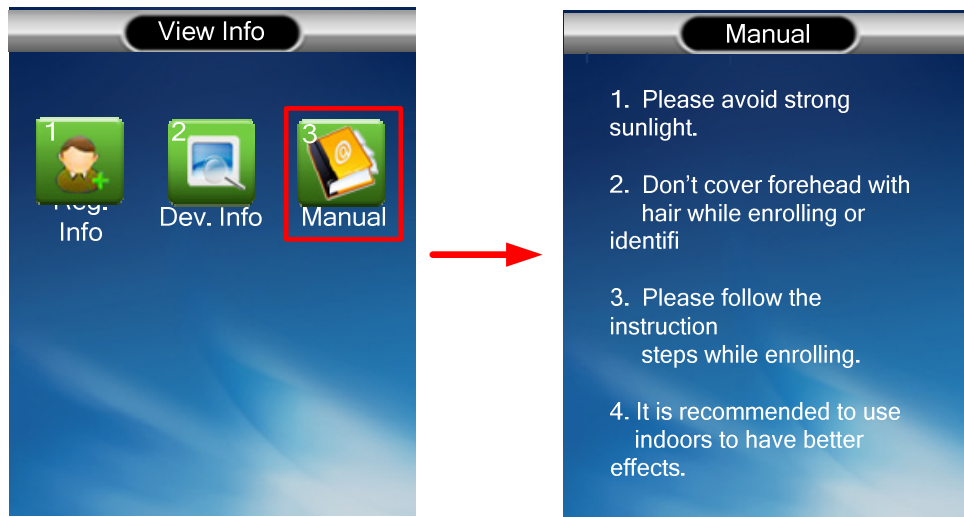 View Info
1
2
3
Reg.
Info
Dev. Info
Manual
@
Manual
1. Please avoid strong
sunlight.
2. Don't cover forehead with
hair while enrolling or
identifi
3. Please follow the
instruction
steps while enrolling.
4. It is recommended to use
indoors to have better
effects.